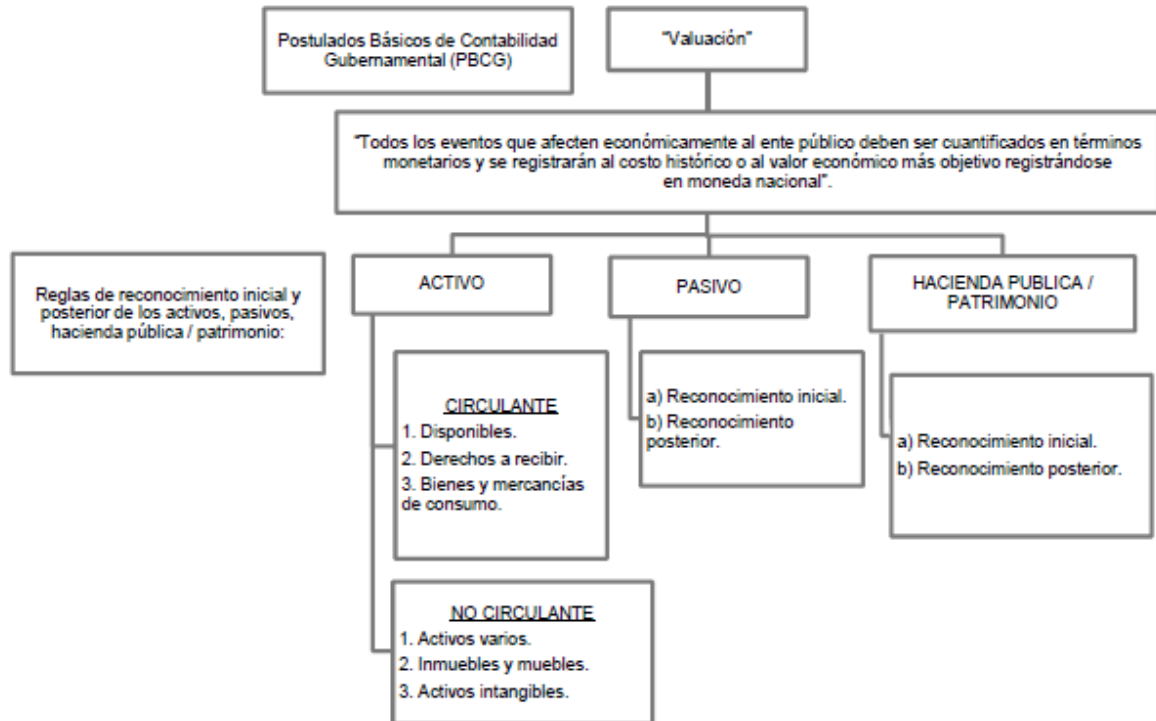 Postulados Básicos de Contabilidad
Gubernamental (PBCG)
"Valuación"
"Todos los eventos que afecten económicamente al ente público deben ser cuantificados en términos
monetarios y se registrarán al costo histórico o al valor económico más objetivo registrándose
en moneda nacional".
Reglas de reconocimiento inicial y
posterior de los activos, pasivos,
hacienda pública / patrimonio:
ACTIVO
PASIVO
HACIENDA PUBLICA /
PATRIMONIO
CIRCULANTE
1. Disponibles.
2. Derechos a recibir.
3. Bienes y mercancías
de consumo.
a) Reconocimiento inicial.
b) Reconocimiento
posterior.
a) Reconocimiento inicial.
b) Reconocimiento posterior.
NO CIRCULANTE
1. Activos varios.
2. Inmuebles y muebles.
3. Activos intangibles.